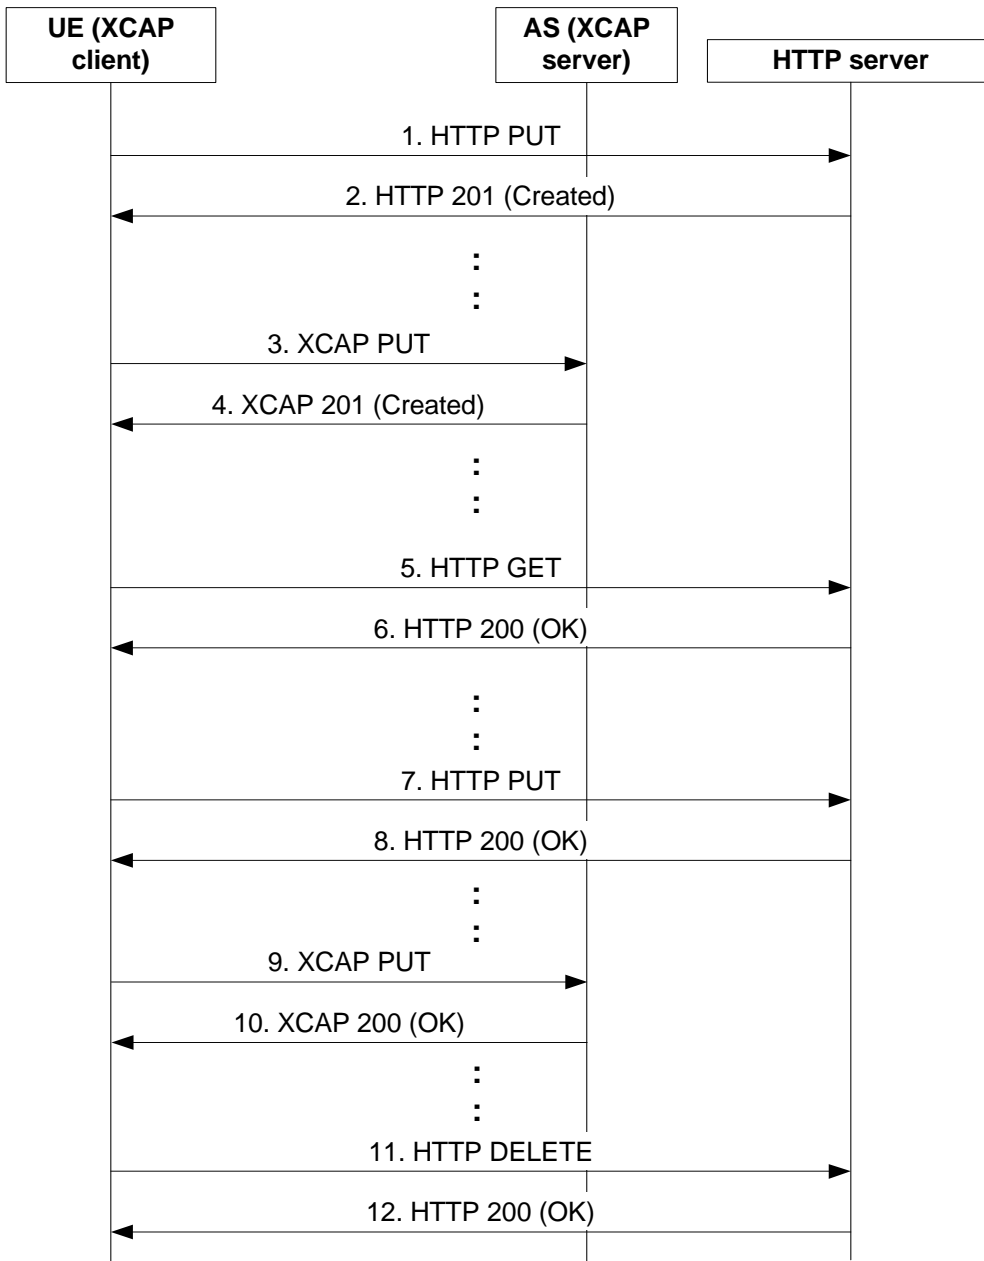 UE (XCAP
client)
AS (XCAP
server)
HTTP server
1. HTTP PUT
2. HTTP 201 (Created)
:
:
3. XCAP PUT
4. XCAP 201 (Created)
:
:
5. HTTP GET
6. HTTP 200 (OK)
:
:
7. HTTP PUT
8. HTTP 200 (OK)
:
:
9. XCAP PUT
10. XCAP 200 (OK)
:
:
11. HTTP DELETE
12. HTTP 200 (OK)